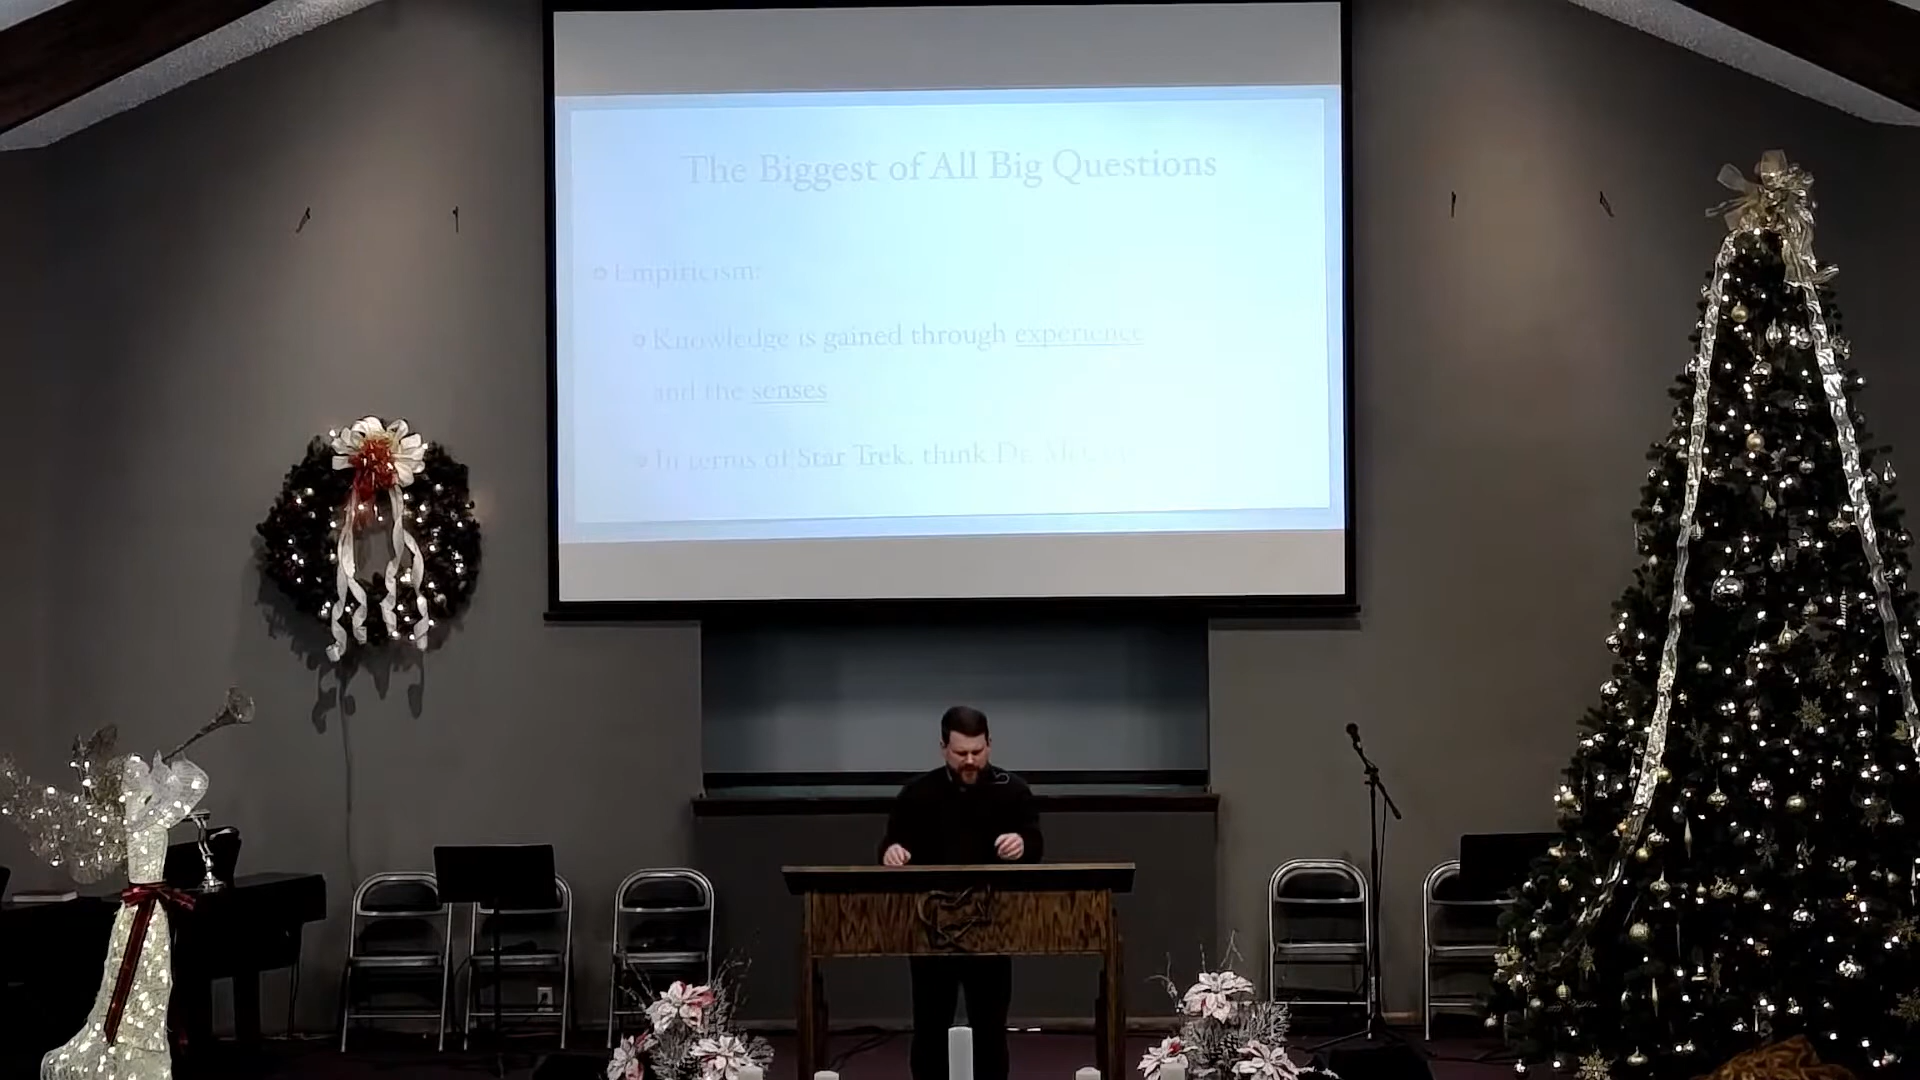 The Biggest of All Big Questions
Empiricism:
Knowledge is gained through experience
and the senses
In terms of Star Trek, think Dr.